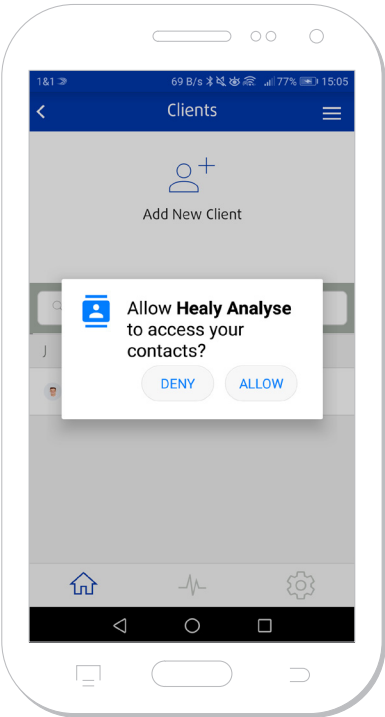 1&1 69 B/s 77% 15:05
Clients
Add New Client
Allow Healy Analyse
to access your
contacts?
DENY ALLOW
J